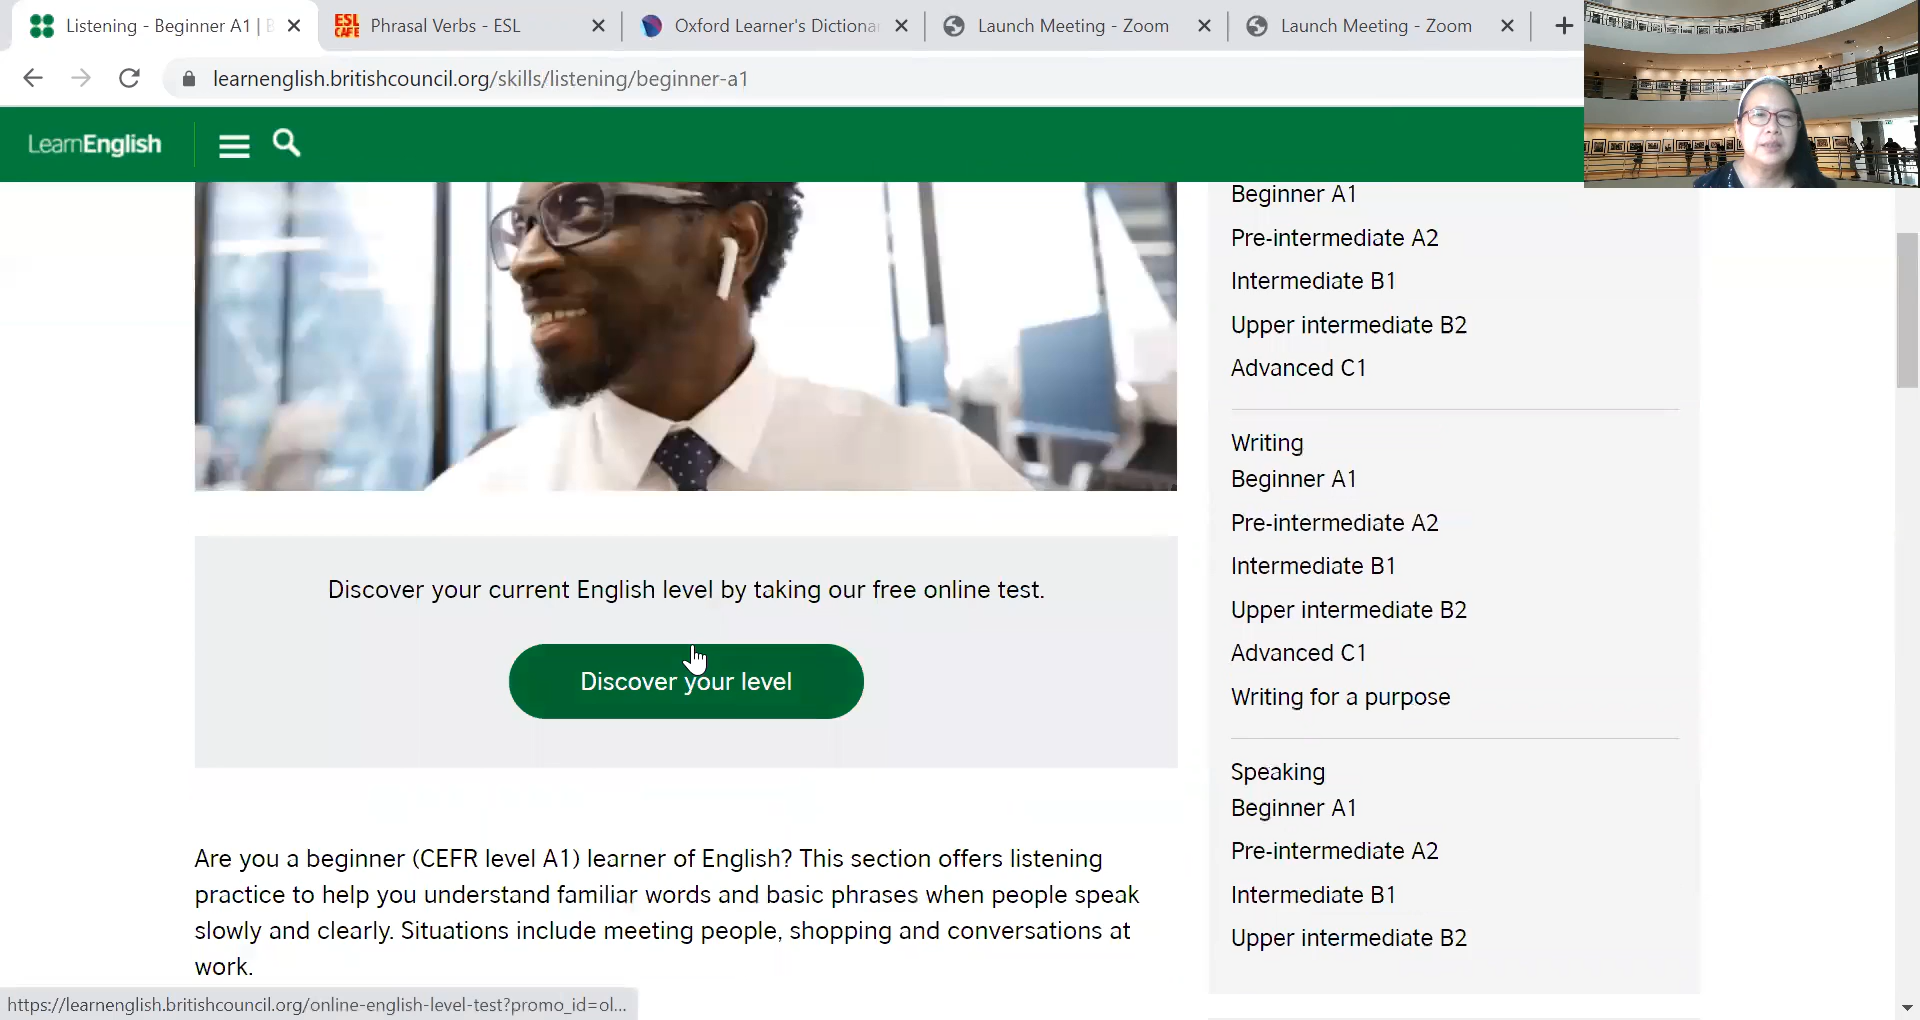 Listening - Beginner A1 | B
Phrasal Verbs - ESL
Oxford Learner's Dictionar
Launch Meeting - Zoom
Launch Meeting - Zoom
ESL
CAFE
learnenglish.britishcouncil.org/skills/listening/beginner-a1
LearnEnglish
Beginner A1
Pre-intermediate A2
Intermediate B1
Upper intermediate B2
Advanced C1
Writing
Beginner A1
Pre-intermediate A2
Intermediate B1
Upper intermediate B2
Advanced C1
Writing for a purpose
Speaking
Beginner A1
Pre-intermediate A2
Intermediate B1
Upper intermediate B2
Discover your current English level by taking our free online test.
Discover your level
Are you a beginner (CEFR level A1) learner of English? This section offers listening
practice to help you understand familiar words and basic phrases when people speak
slowly and clearly. Situations include meeting people, shopping and conversations at
work.
https://learnenglish.britishcouncil.org/online-english-level-test?promo_id=ol...